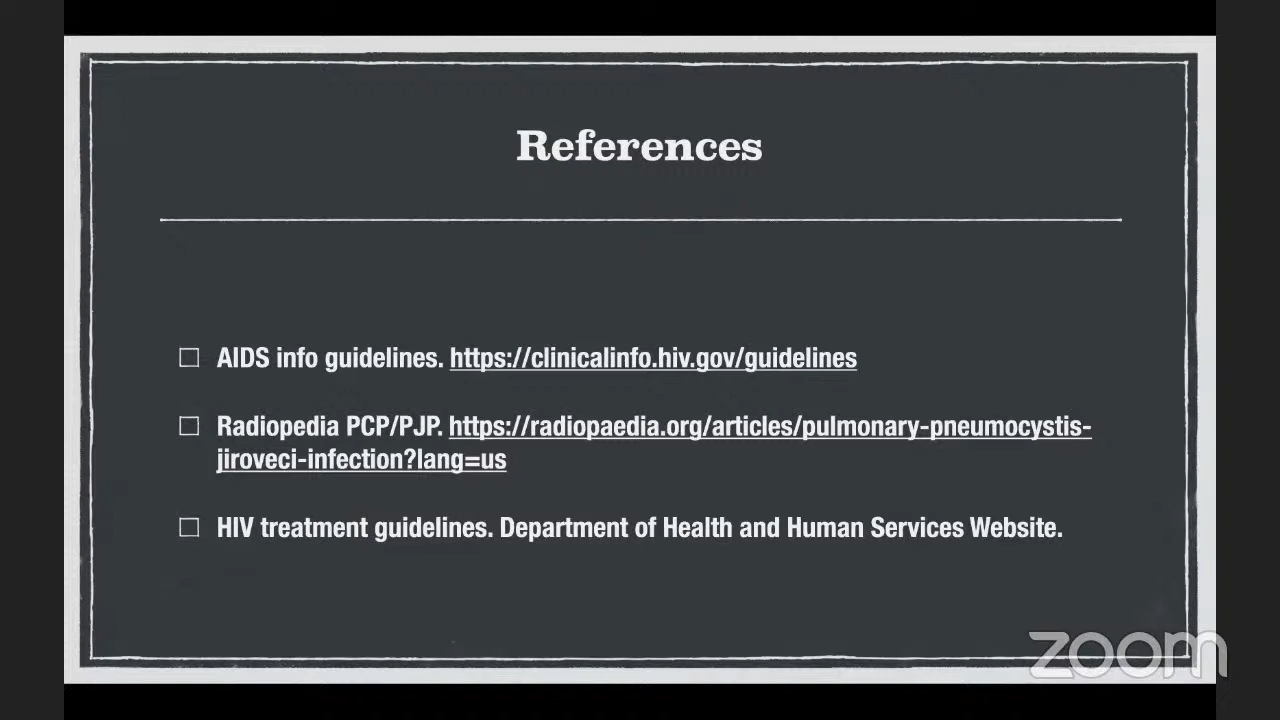 References
AIDS info guidelines. https://clinicalinfo.hiv.gov/guidelines
Radiopedia PCP/PJP. https://radiopaedia.org/articles/pulmonary-pneumocystis-
jiroveci-infection?lang=us
HIV treatment guidelines. Department of Health and Human Services Website.
zoom